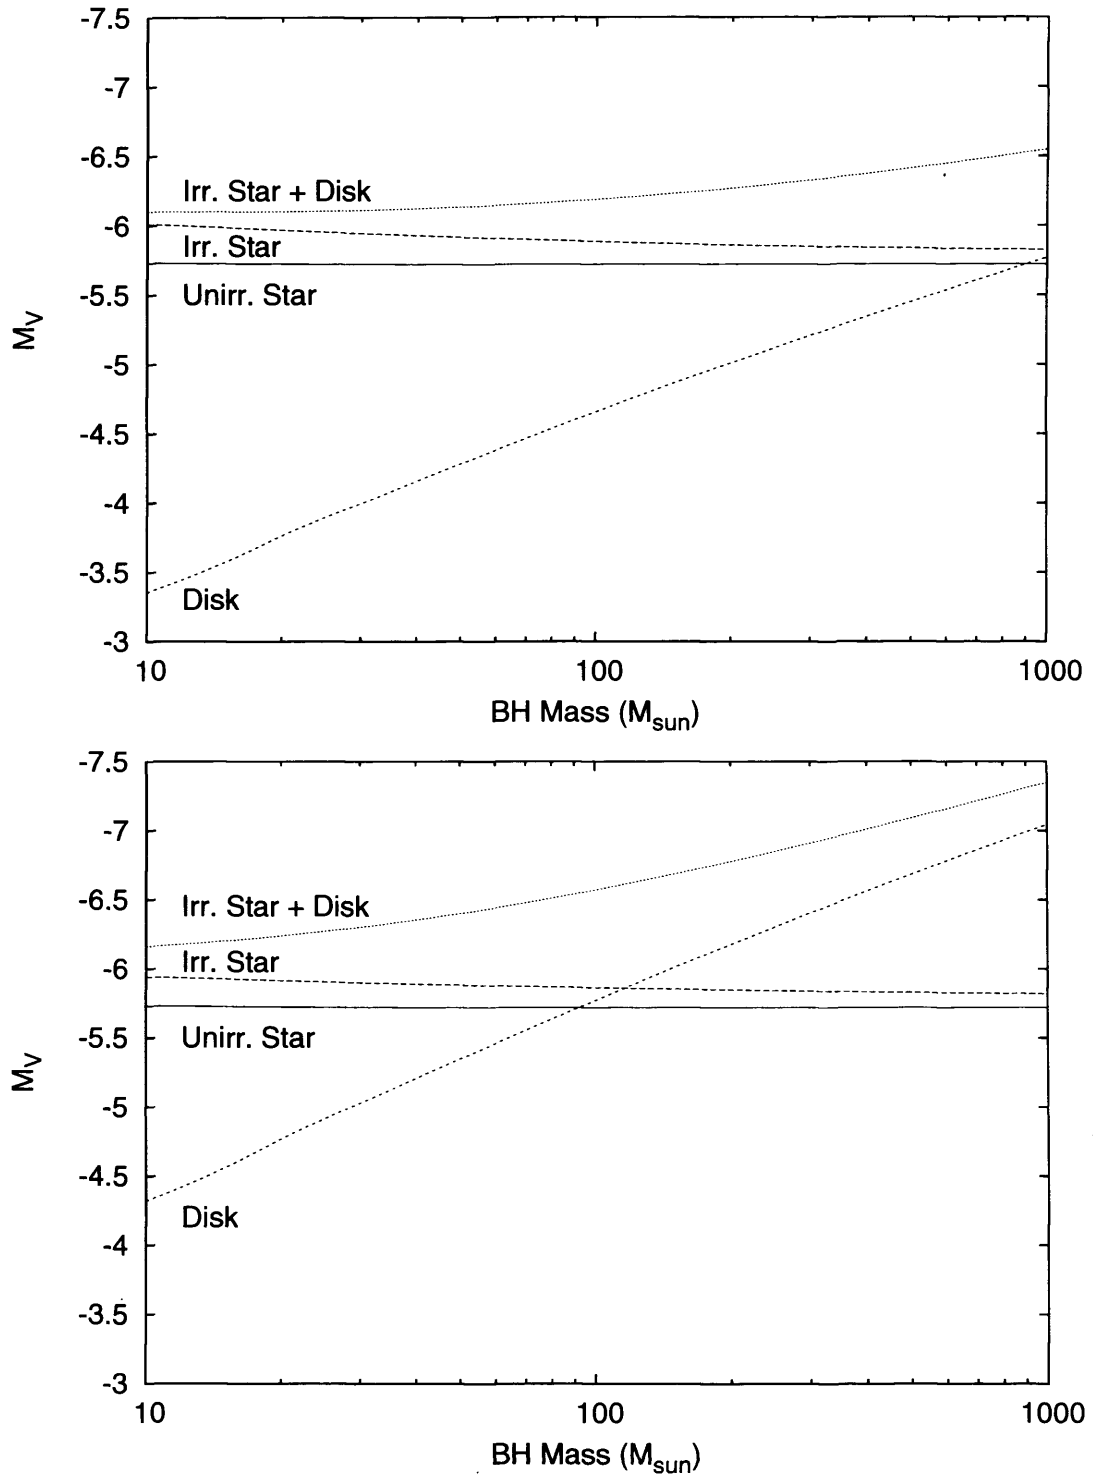 -7.5
-7
-6.5
-6
-5.5
-5
-4.5
-4
-3.5
-3
M_V
Irr. Star + Disk
Irr. Star
Unirr. Star
Disk
10
100
1000
BH Mass (M_sun)
-7.5
-7
-6.5
-6
-5.5
-5
-4.5
-4
-3.5
-3
M_V
Irr. Star + Disk
Irr. Star
Unirr. Star
Disk
10
100
1000
BH Mass (M_sun)